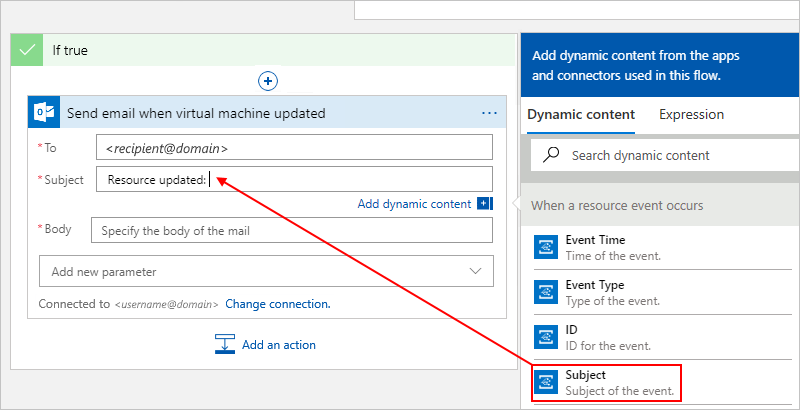 If true
Send email when virtual machine updated
...
* To
<recipient@domain>
* Subject
Resource updated:
Add dynamic content
* Body
Specify the body of the mail
Add new parameter
Connected to <username@domain> Change connection.
Add an action
Add dynamic content from the apps
and connectors used in this flow.
Dynamic content
Expression
Search dynamic content
When a resource event occurs
Event Time
Time of the event.
Event Type
Type of the event.
ID
ID for the event.
Subject
Subject of the event.